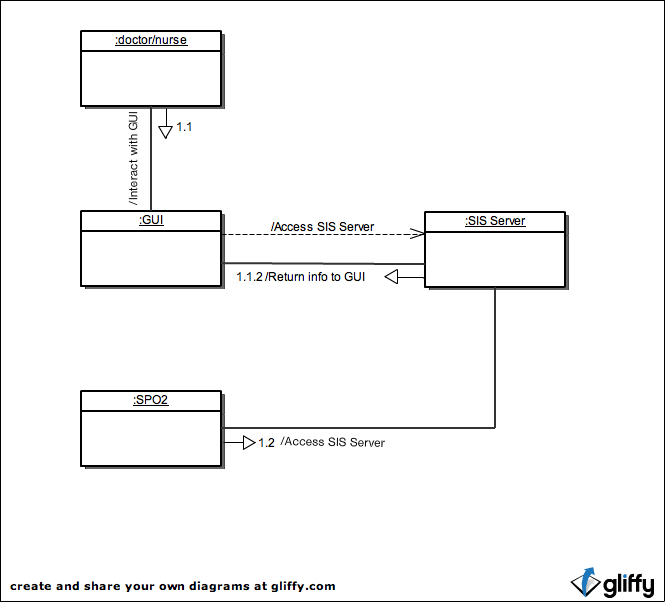 :doctor/nurse
1.1
/Interact with GUI
:GUI
:SIS Server
/Access SIS Server
1.1.2 /Return info to GUI
:SPO2
1.2 /Access SIS Server
create and share your own diagrams at gliffy.com
gliffy